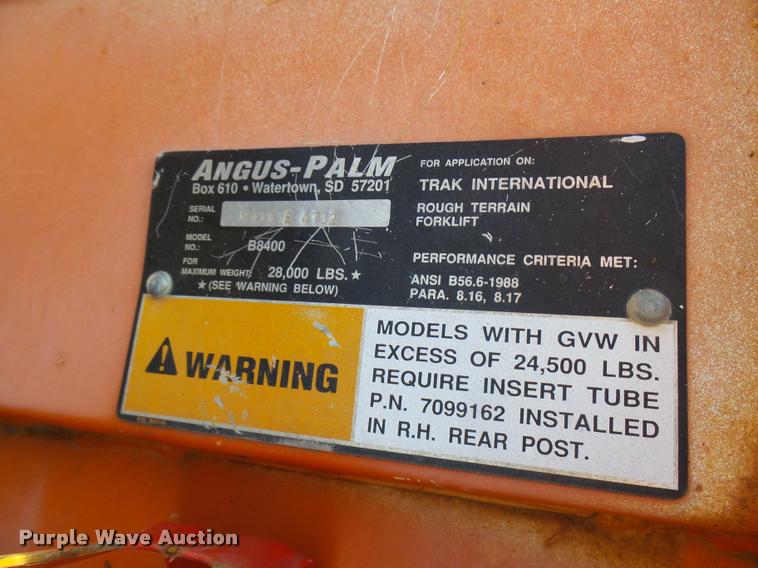 ANGUS-PALM
Box 610 • Watertown, SD 57201
SERIAL
NO.:
MODEL
NO.: B8400
FOR
MAXIMUM WEIGHT: 28,000 LBS. ★
★ (SEE WARNING BELOW)
FOR APPLICATION ON:
TRAK INTERNATIONAL
ROUGH TERRAIN
FORKLIFT
PERFORMANCE CRITERIA MET:
ANSI B56.6-1988
PARA. 8.16, 8.17
WARNING
MODELS WITH GVW IN
EXCESS OF 24,500 LBS.
REQUIRE INSERT TUBE
P.N. 7099162 INSTALLED
IN R.H. REAR POST.
Purple Wave Auction